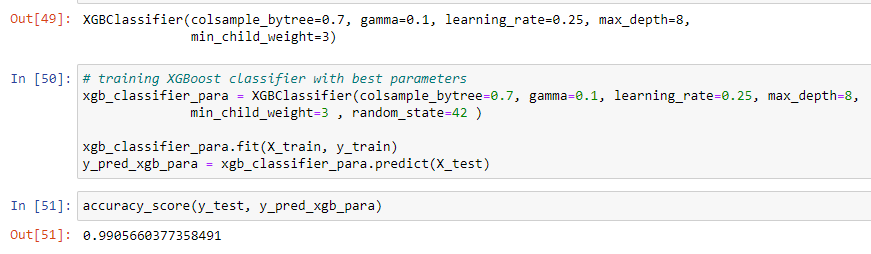 Out[49]: XGBClassifier(colsample_bytree=0.7, gamma=0.1, learning_rate=0.25, max_depth=8,
min_child_weight=3)
In [50]: # training XGBoost classifier with best parameters
xgb_classifier_para = XGBClassifier(colsample_bytree=0.7, gamma=0.1, learning_rate=0.25, max_depth=8,
min_child_weight=3 , random_state=42 )
xgb_classifier_para.fit(X_train, y_train)
y_pred_xgb_para = xgb_classifier_para.predict(X_test)
In [51]: accuracy_score(y_test, y_pred_xgb_para)
Out[51]: 0.9905660377358491